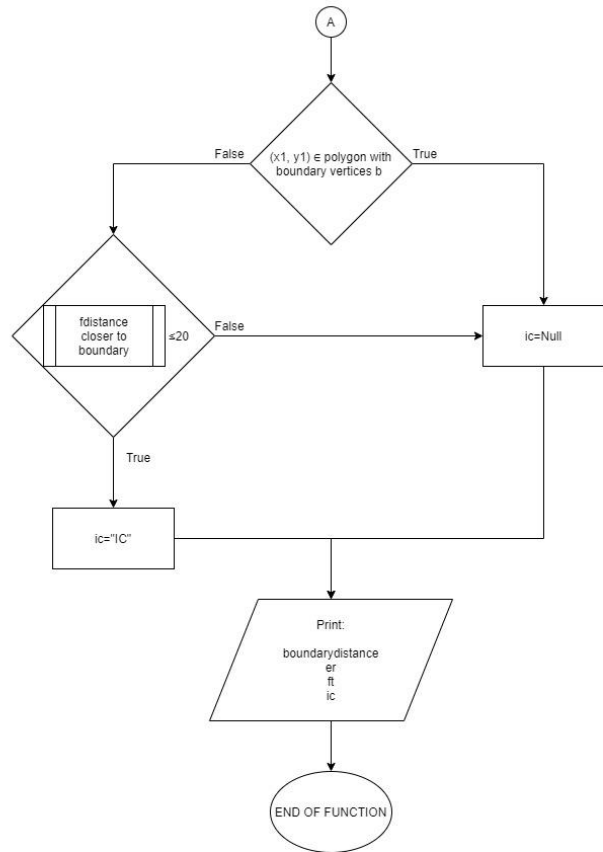 A
(x1, y1) ∈ polygon with
boundary vertices b
False
True
fdistance
closer to
boundary
≤20
False
ic=Null
True
ic="IC"
Print:
boundarydistance
er
ft
ic
END OF FUNCTION